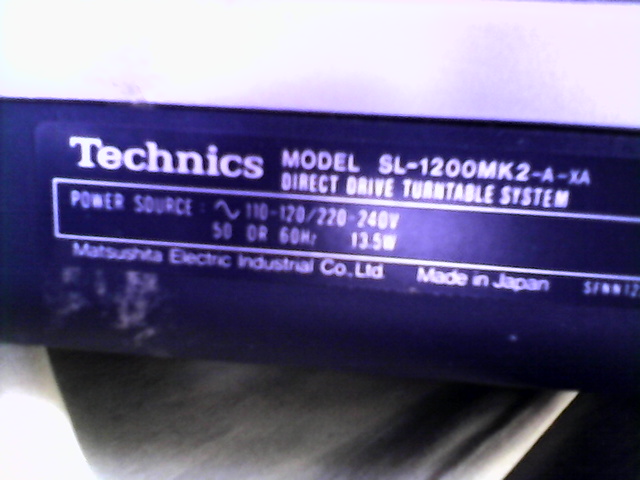 Technics MODEL SL-1200MK2-A-XA
DIRECT DRIVE TURNTABLE SYSTEM
POWER SOURCE : ∿ 110-120/220-240V
50 OR 60Hz 13.5W
Matsushita Electric Industrial Co., Ltd. Made in Japan